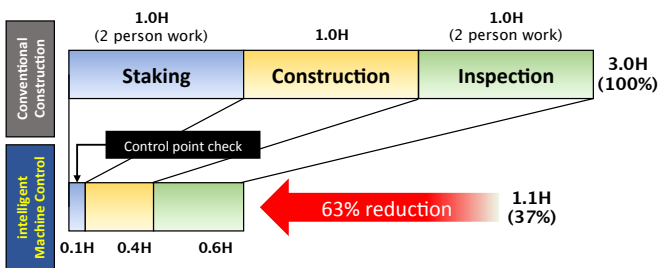 1.0H
(2 person work)
1.0H
1.0H
(2 person work)
Conventional
Construction
Staking
Construction
Inspection
3.0H
(100%)
Control point check
intelligent
Machine Control
63% reduction
1.1H
(37%)
0.1H
0.4H
0.6H